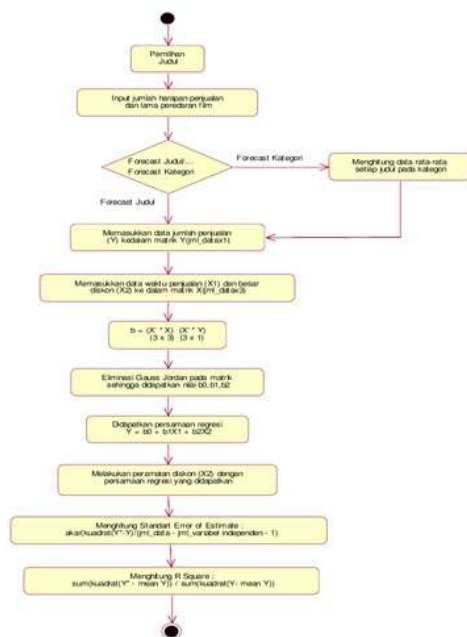 Pemilihan
Judul
Input jumlah harapan penjualan
dan lama peredaran film
Forecast Judul/...
Forecast Kategori
Forecast Kategori
Menghitung data rata-rata
setiap judul pada kategori
Forecast Judul
Memasukkan data jumlah penjualan
(Y) kedalam matrik Y(jml_datax1)
Memasukkan data waktu penjualan (X1) dan besar
diskon (X2) ke dalam matrik X(jml_datax3)
b = (X' * X) (X' * Y)
(3 x 3) (3 x 1)
Eliminasi Gauss Jordan pada matrik
sehingga didapatkan nilai b0,b1,b2
Didapatkan persamaan regresi
Y = b0 + b1X1 + b2X2
Melakukan peramalan diskon (X2) dengan
persamaan regresi yang didapatkan
Menghitung Standart Error of Estimate :
akar(kuadrat(Y'-Y)/(jml_data - jml_variabel independen - 1)
Menghitung R Square :
sum(kuadrat(Y' - mean Y)) / sum(kuadrat(Y- mean Y))